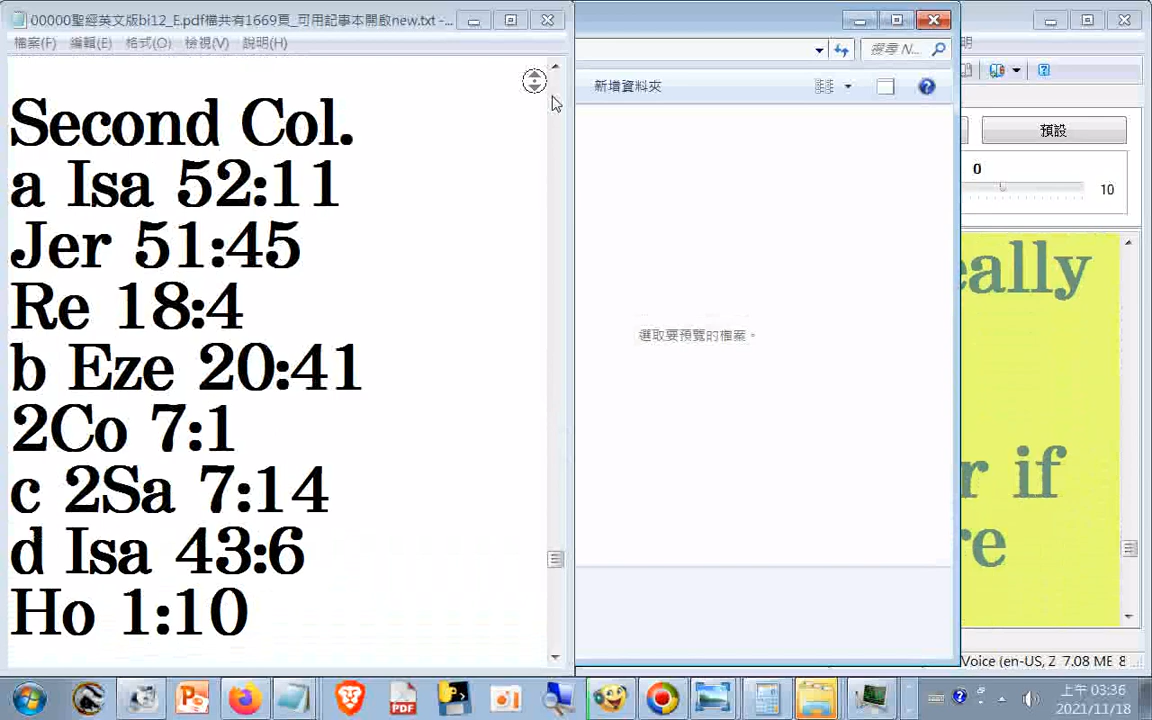 00000聖經英文版bi12_E.pdf檔共有1669頁_可用記事本開啟new.txt -...
檔案(F) 編輯(E) 格式(O) 檢視(V) 說明(H)
Second Col.
a Isa 52:11
Jer 51:45
Re 18:4
b Eze 20:41
2Co 7:1
c 2Sa 7:14
d Isa 43:6
Ho 1:10
搜尋 N...
新增資料夾
選取要預覽的檔案。
明
預設
0
10
eally
r if
re
Voice (en-US, Z 7.08 ME 8
上午 03:36
2021/11/18